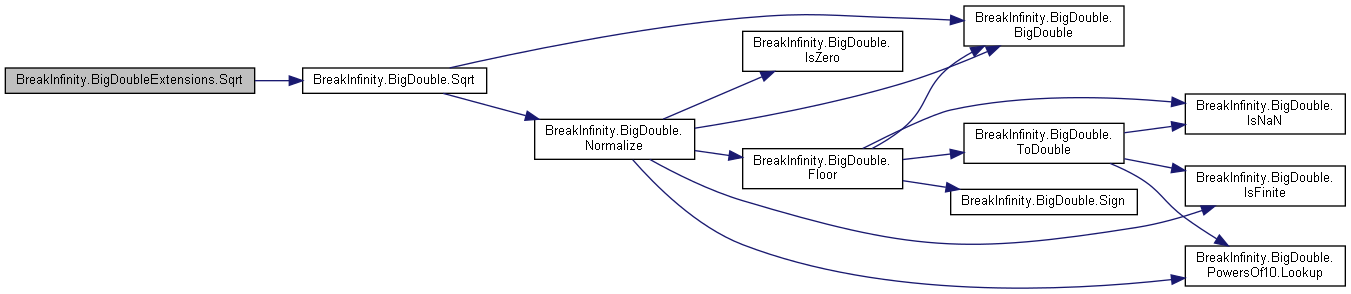 BreakInfinity.BigDoubleExtensions.Sqrt
BreakInfinity.BigDouble.Sqrt
BreakInfinity.BigDouble.
Normalize
BreakInfinity.BigDouble.
IsZero
BreakInfinity.BigDouble.
Floor
BreakInfinity.BigDouble.
BigDouble
BreakInfinity.BigDouble.
ToDouble
BreakInfinity.BigDouble.Sign
BreakInfinity.BigDouble.
IsNaN
BreakInfinity.BigDouble.
IsFinite
BreakInfinity.BigDouble.
PowersOf10.Lookup